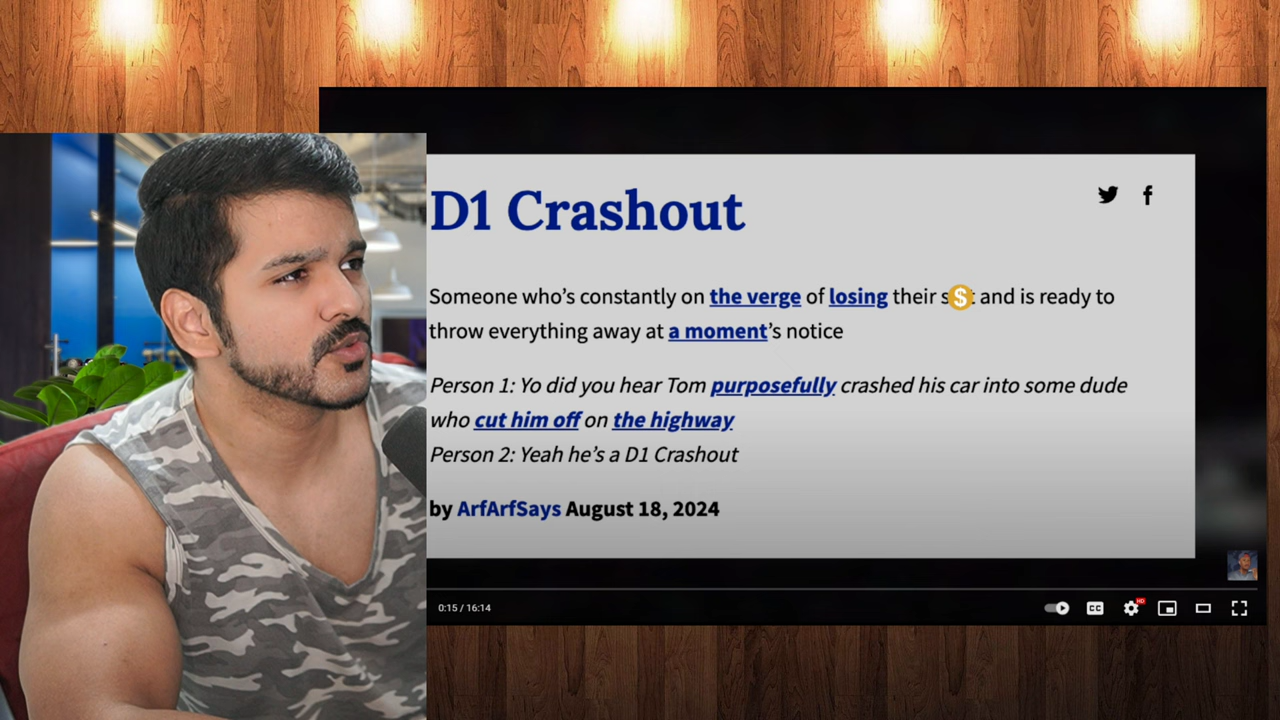 D1 Crashout
Someone who's constantly on the verge of losing their s$t and is ready to
throw everything away at a moment's notice
Person 1: Yo did you hear Tom purposefully crashed his car into some dude
who cut him off on the highway
Person 2: Yeah he's a D1 Crashout
by ArfArfSays August 18, 2024
0:15 / 16:14
CC
HD